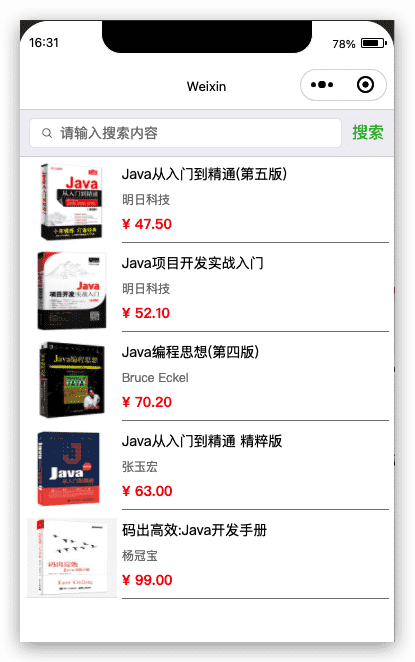 16:31
78%
Weixin
请输入搜索内容
搜索
Java
从入门到精通
Java从入门到精通(第五版)
明日科技
¥ 47.50
Java
项目开发实战入门
Java项目开发实战入门
明日科技
¥ 52.10
Java编程思想
Java编程思想(第四版)
Bruce Eckel
¥ 70.20
Java
Java从入门到精通 精粹版
张玉宏
¥ 63.00
码出高效
码出高效:Java开发手册
杨冠宝
¥ 99.00